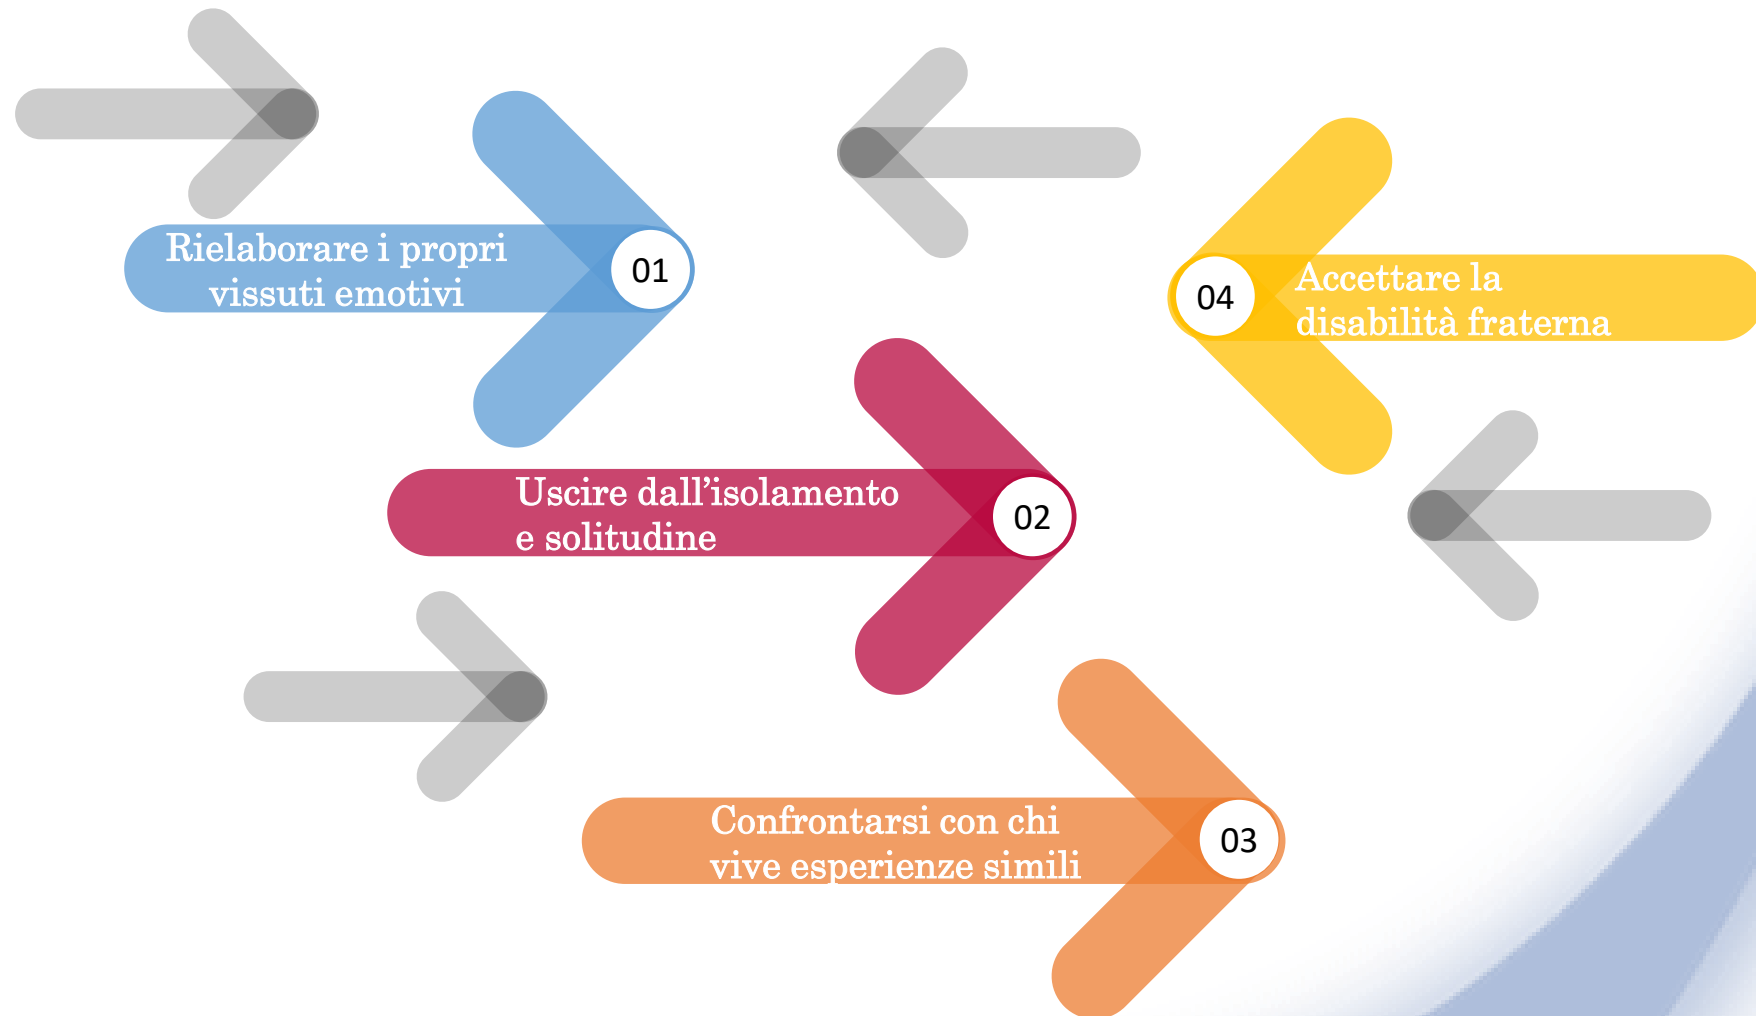 Rielaborare i propri
vissuti emotivi
01
Uscire dall’isolamento
e solitudine
02
Confrontarsi con chi
vive esperienze simili
03
04
Accettare la
disabilità fraterna